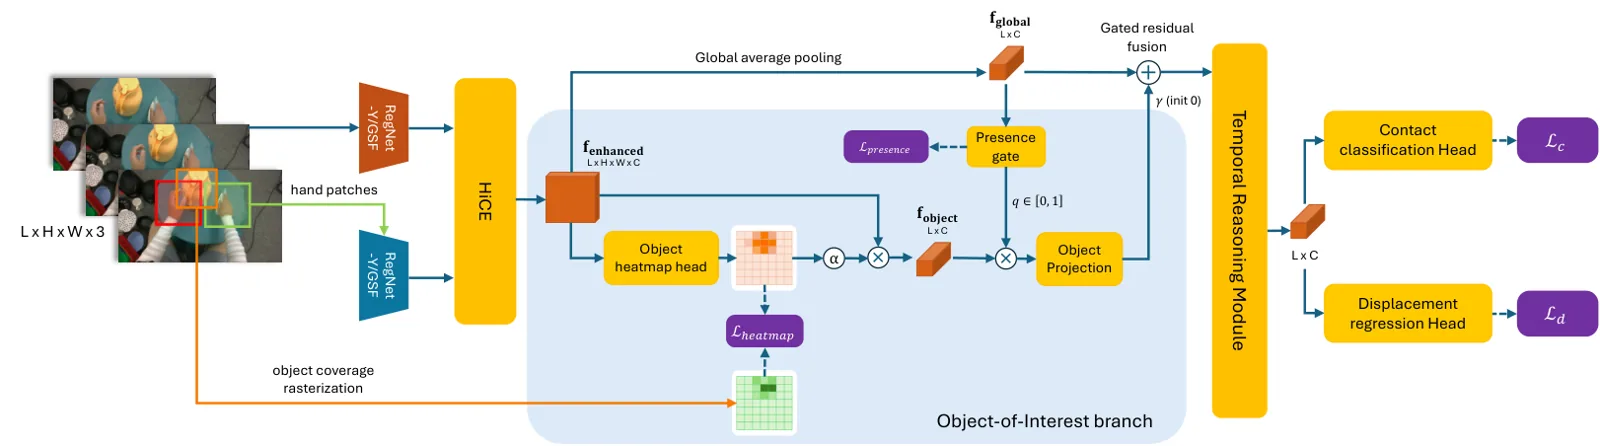 L x H x W x 3
hand patches
object coverage
rasterization
RegNet
-Y/GSF
RegNet
-Y/GSF
HiCE
Global average pooling
f_enhanced
L x H x W x C
Object
heatmap head
ℒ_heatmap
α
f_object
L x C
f_global
L x C
ℒ_presence
Presence
gate
q ∈ [0, 1]
Object
Projection
Gated residual
fusion
γ (init 0)
Object-of-Interest branch
Temporal Reasoning Module
L x C
Contact
classification Head
ℒ_c
Displacement
regression Head
ℒ_d